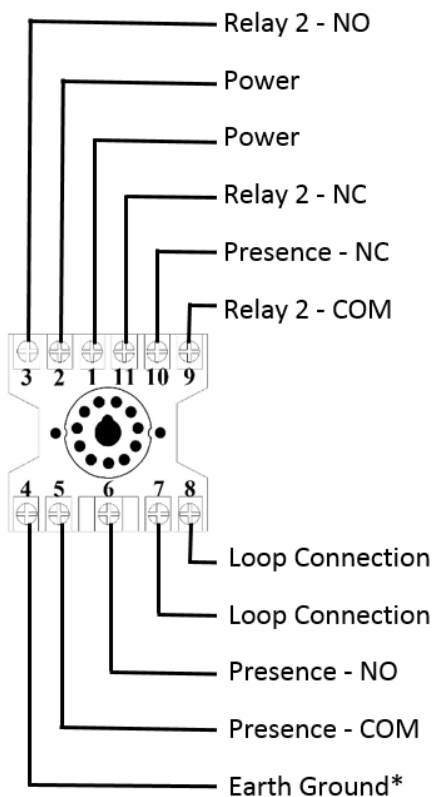 Relay 2 - NO
Power
Power
Relay 2 - NC
Presence - NC
Relay 2 - COM
3 2 1 11 10 9
4 5 6 7 8
Loop Connection
Loop Connection
Presence - NO
Presence - COM
Earth Ground*